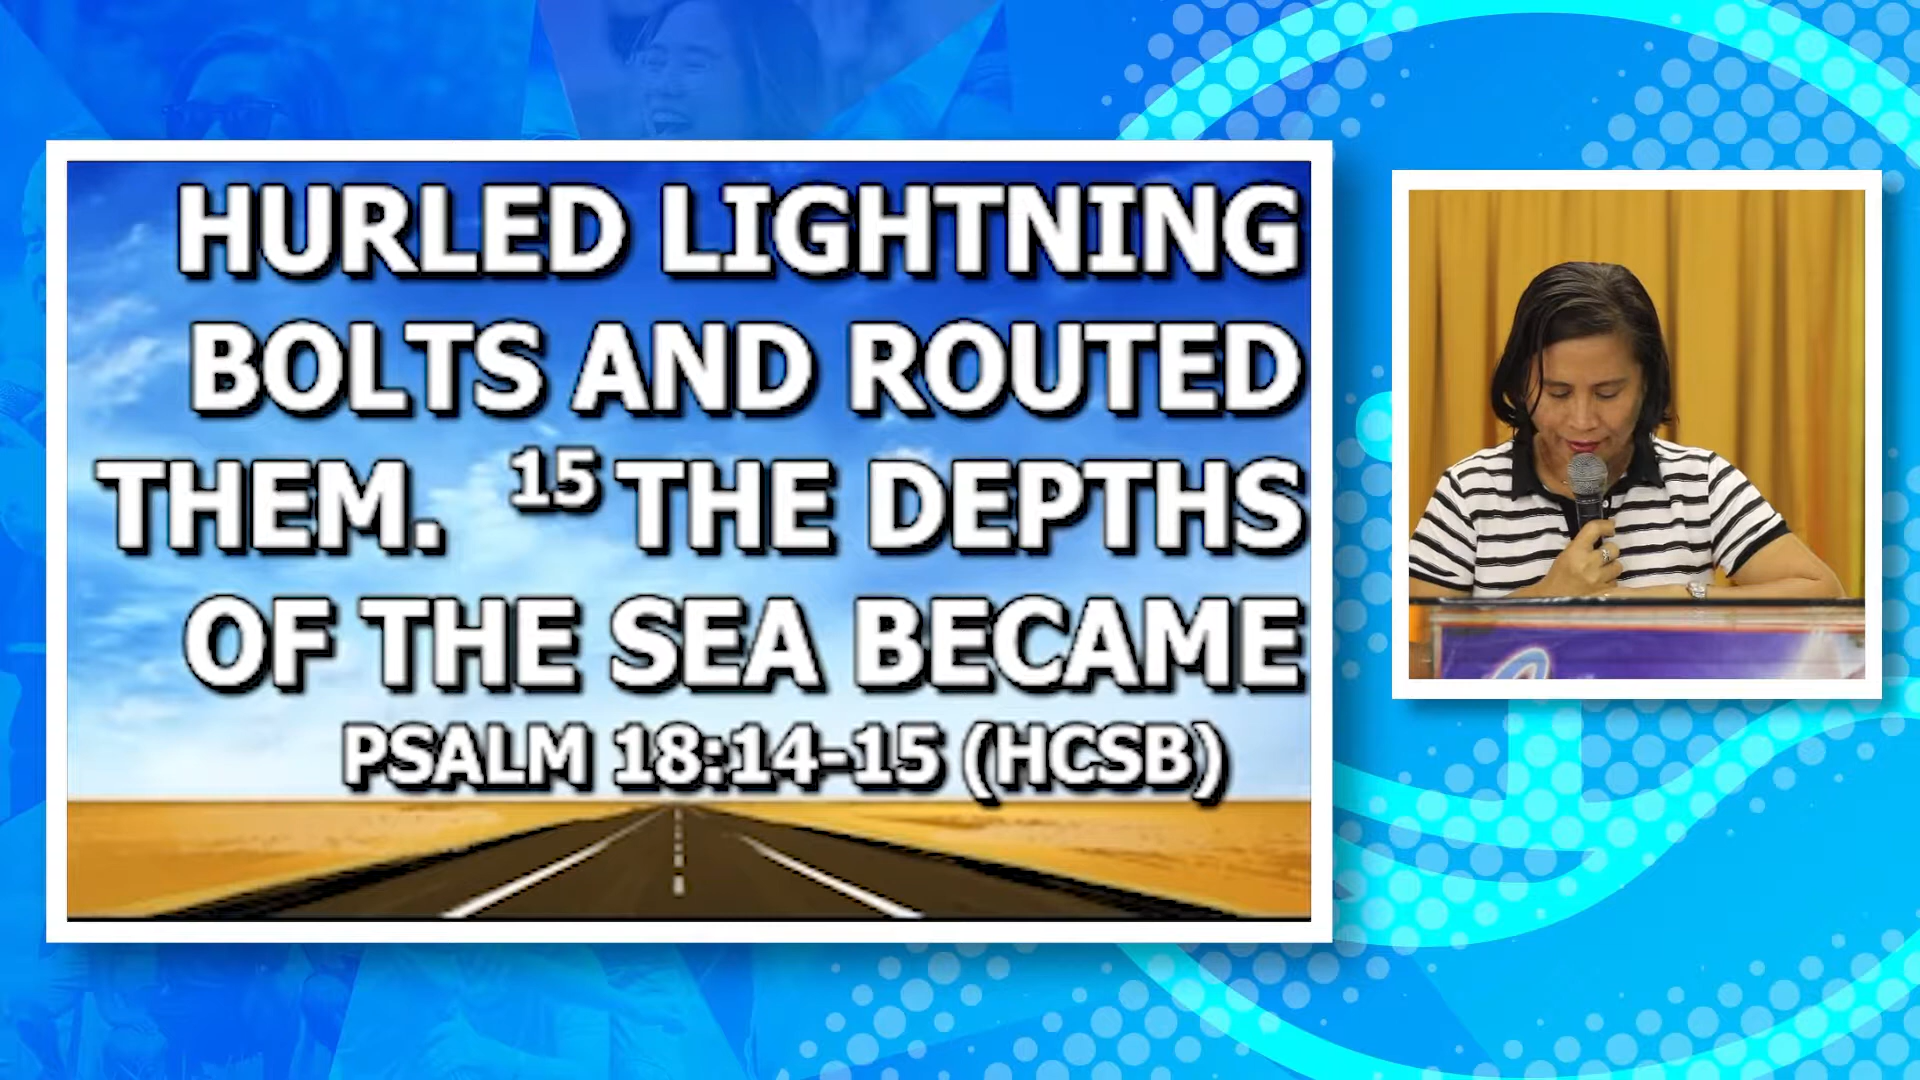 HURLED LIGHTNING
BOLTS AND ROUTED
THEM. 15 THE DEPTHS
OF THE SEA BECAME
PSALM 18:14-15 (HCSB)